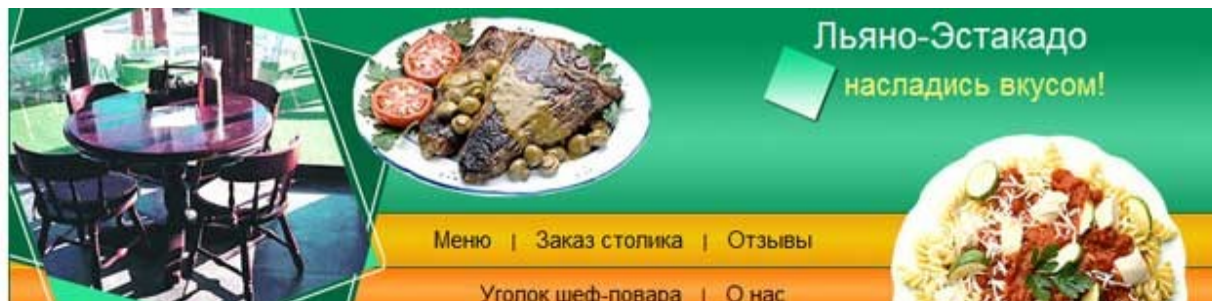 Льяно-Эстакадо
насладись вкусом!
Меню | Заказ столика | Отзывы
Уголок шеф-повара | О нас